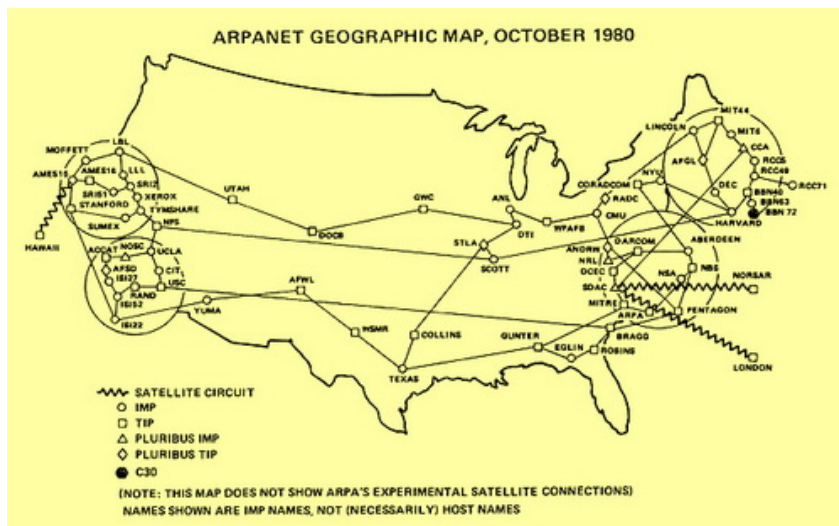 ARPANET GEOGRAPHIC MAP, OCTOBER 1980
MIT44
LINCOLN
MIT6
CCA
MOFFETT
LBL
RCC5
AFGL
RCC49
AMES15
AMES16
LLL
RCC71
SRI2
DEC
BBN40
SRI51
XEROX
UTAH
CORADCOM
NYU
BBN63
STANFORD
RADC
BBN 72
TYMSHARE
GWC
ANL
HARVARD
SUMEX
NPS
WPAFB
CMU
HAWAII
DOCB
DTI
STLA
ANDRW
DARCOM
ABERDEEN
ACCAT
NOSC
UCLA
NRL
SCOTT
DCEC
NBS
AFSD
CIT
NSA
NORSAR
ISI27
AFWL
SDAC
RAND
USC
ISI52
MITRE
YUMA
ARPA
PENTAGON
ISI22
WSMR
COLLINS
GUNTER
BRAGG
EGLIN
ROBINS
LONDON
TEXAS
SATELLITE CIRCUIT
IMP
TIP
PLURIBUS IMP
PLURIBUS TIP
C30
(NOTE: THIS MAP DOES NOT SHOW ARPA'S EXPERIMENTAL SATELLITE CONNECTIONS)
NAMES SHOWN ARE IMP NAMES, NOT (NECESSARILY) HOST NAMES